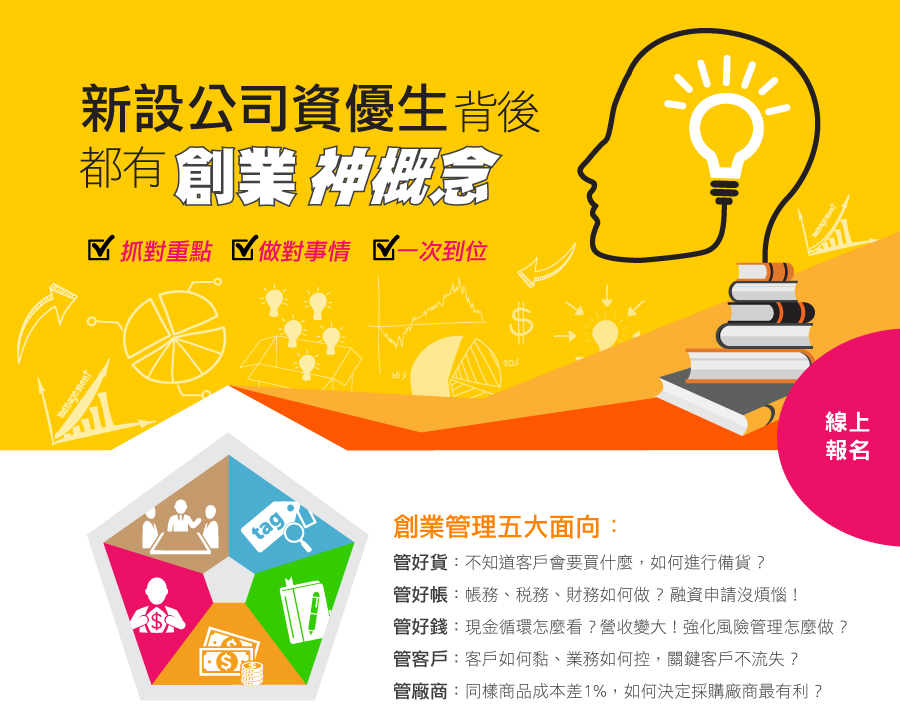 新設公司資優生背後
都有創業神概念
抓對重點 做對事情 一次到位
management
45%
20%
management
線上
報名
tag
創業管理五大面向：
管好貨：不知道客戶會要買什麼，如何進行備貨？
管好帳：帳務、稅務、財務如何做？融資申請沒煩惱！
管好錢：現金循環怎麼看？營收變大！強化風險管理怎麼做？
管客戶：客戶如何黏、業務如何控，關鍵客戶不流失？
管廠商：同樣商品成本差1%，如何決定採購廠商最有利？